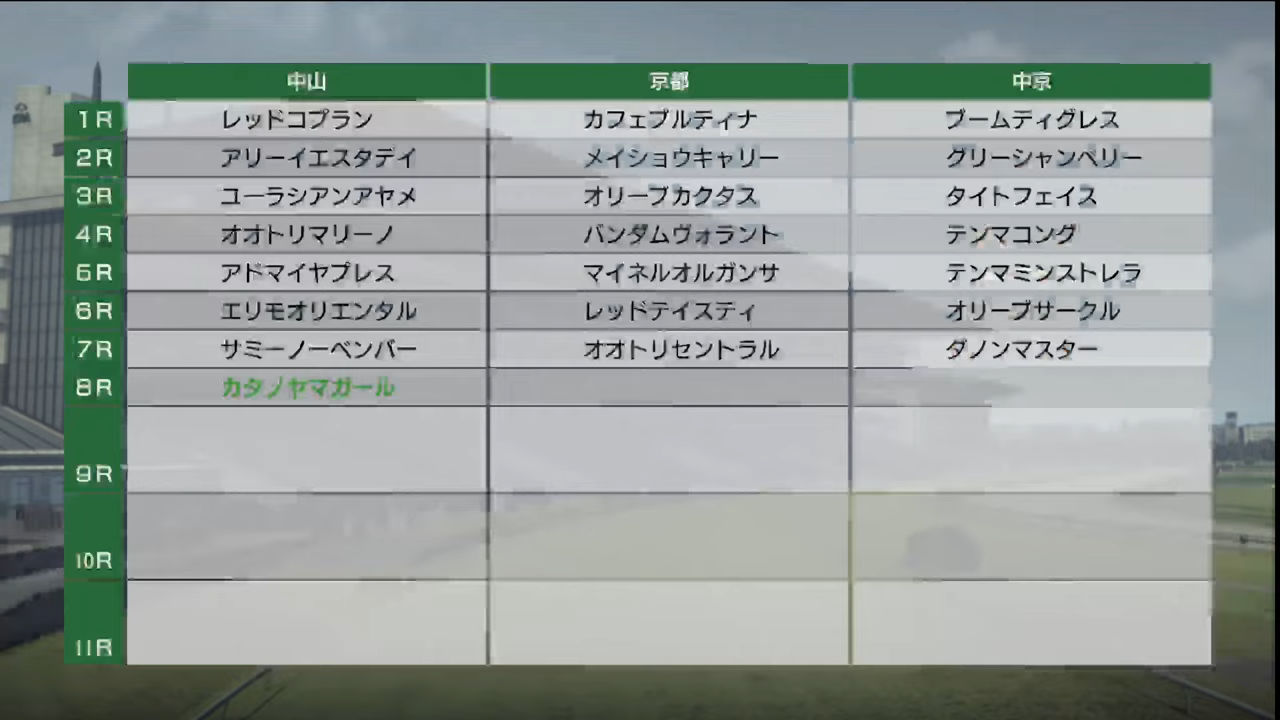 中山 京都 中京
1R レッドコプラン カフェプルティナ ブームティグレス
2R アリーイエスタデイ メイショウキャリー グリーシャンペリー
3R ユーラシアンアヤメ オリーブカクタス タイトフェイス
4R オオトリマリーノ バンダムヴォラント テンマコング
5R アドマイヤプレス マイネルオルガンサ テンマミンストレラ
6R エリモオリエンタル レッドテイスティ オリーブサークル
7R サミーノーベンバー オオトリセントラル ダノンマスター
8R カタノヤマガール
9R
10R
11R